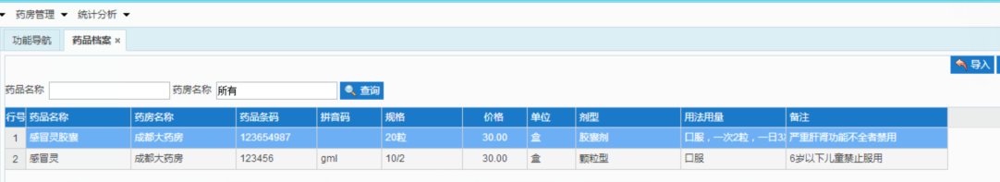 药房管理 统计分析
功能导航 药品档案
导入
药品名称 药房名称 所有 查询
行号 药品名称 药房名称 药品条码 拼音码 规格 价格 单位 剂型 用法用量 备注
1 感冒灵胶囊 成都大药房 123654987 20粒 30.00 盒 胶囊剂 口服，一次2粒，一日3 严重肝肾功能不全者禁用
2 感冒灵 成都大药房 123456 gml 10/2 30.00 盒 颗粒型 口服 6岁以下儿童禁止服用